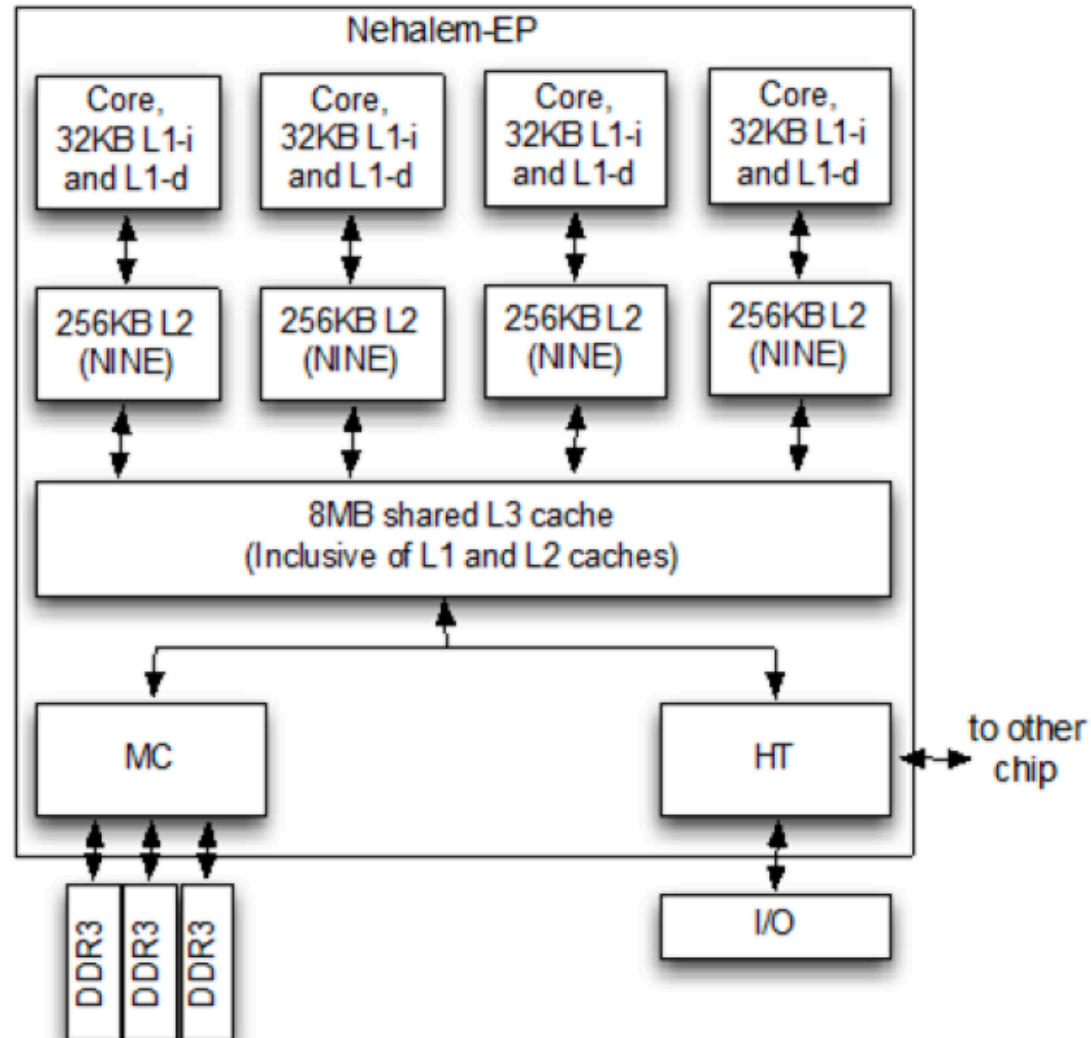 Nehalem-EP
Core,
32KB L1-i
and L1-d
Core,
32KB L1-i
and L1-d
Core,
32KB L1-i
and L1-d
Core,
32KB L1-i
and L1-d
256KB L2
(NINE)
256KB L2
(NINE)
256KB L2
(NINE)
256KB L2
(NINE)
8MB shared L3 cache
(Inclusive of L1 and L2 caches)
MC
HT
to other
chip
DDR3
DDR3
DDR3
I/O